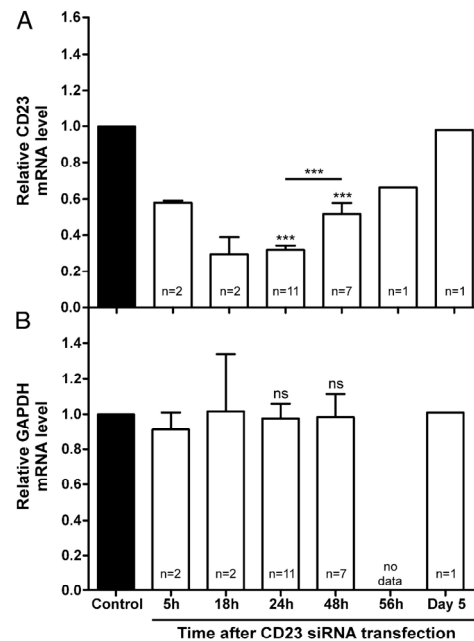 A
Relative CD23
mRNA level
1.6
1.4
1.2
1.0
0.8
0.6
0.4
0.2
0.0
***
*** ***
n=2 n=2 n=11 n=7 n=1 n=1
B
Relative GAPDH
mRNA level
1.4
1.2
1.0
0.8
0.6
0.4
0.2
0.0
ns ns
n=2 n=2 n=11 n=7 no data n=1
Control 5h 18h 24h 48h 56h Day 5
Time after CD23 siRNA transfection